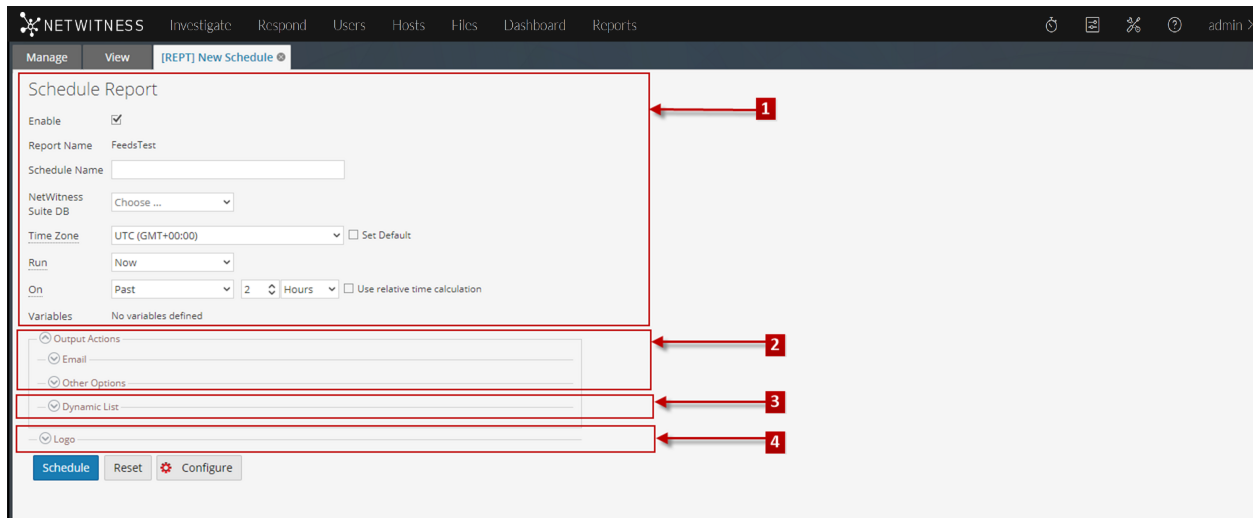 NETWITNESS Investigate Respond Users Hosts Files Dashboard Reports admin
Manage View [REPT] New Schedule
Schedule Report
1
Enable
Report Name FeedsTest
Schedule Name
NetWitness Suite DB Choose ...
Time Zone UTC (GMT+00:00) Set Default
Run Now
On Past 2 Hours Use relative time calculation
Variables No variables defined
Output Actions
2
Email
Other Options
Dynamic List
3
Logo
4
Schedule Reset Configure